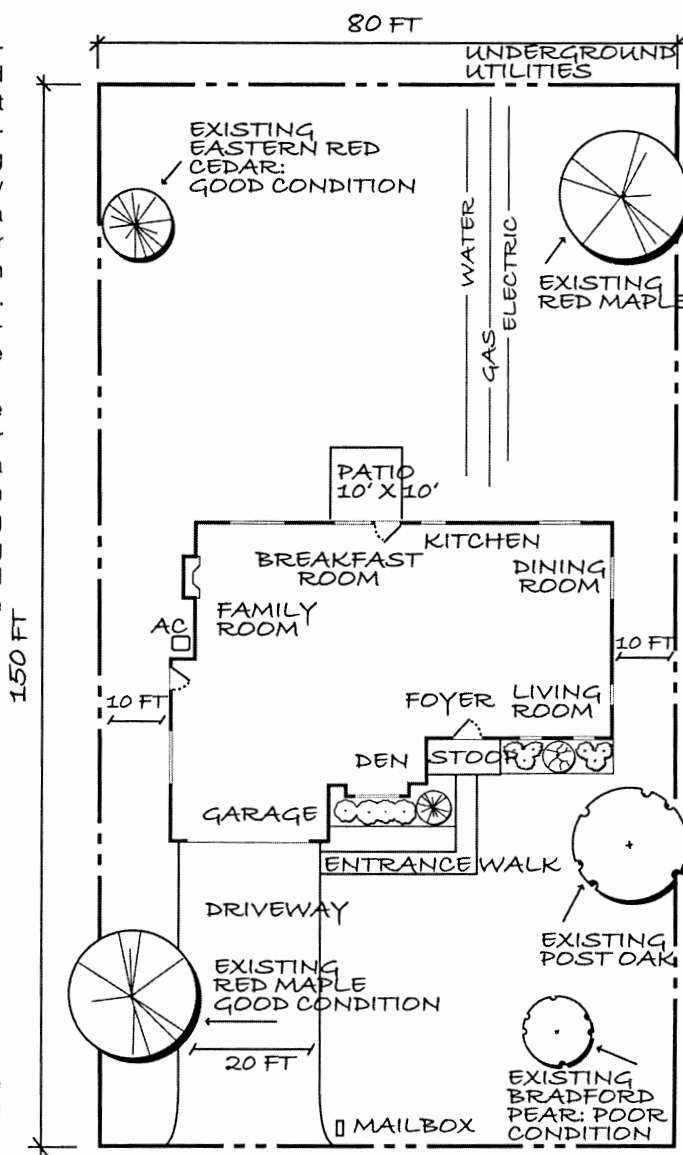 80 FT
UNDERGROUND
UTILITIES
EXISTING
EASTERN RED
CEDAR:
GOOD CONDITION
WATER
GAS
ELECTRIC
EXISTING
RED MAPLE
PATIO
10' X 10'
KITCHEN
BREAKFAST
ROOM
DINING
ROOM
FAMILY
ROOM
AC
150 FT
10 FT
10 FT
FOYER
LIVING
ROOM
DEN
STOOP
GARAGE
ENTRANCE WALK
DRIVEWAY
EXISTING
POST OAK
EXISTING
RED MAPLE
GOOD CONDITION
20 FT
EXISTING
BRADFORD
PEAR: POOR
CONDITION
MAILBOX